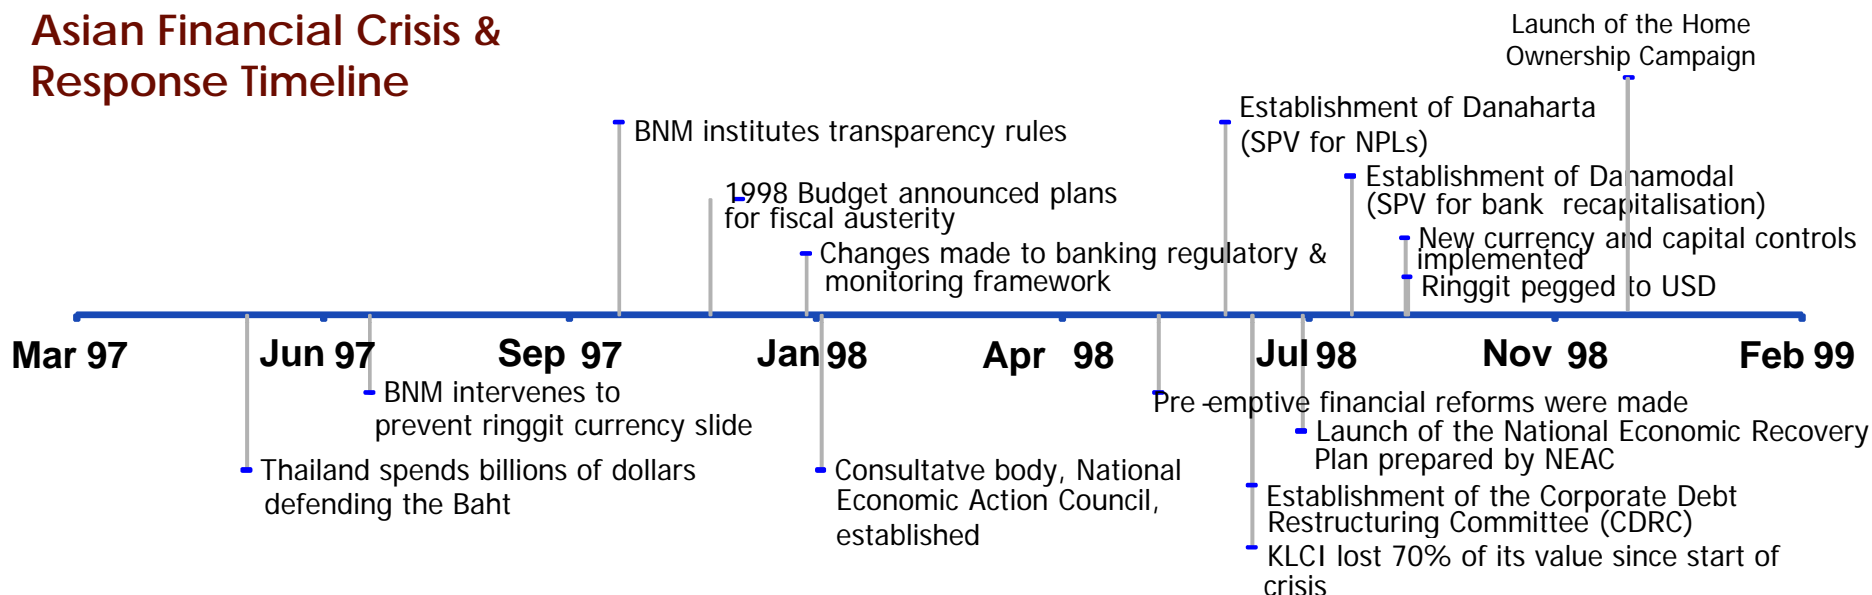 Asian Financial Crisis &
Response Timeline
Launch of the Home
Ownership Campaign
BNM institutes transparency rules
Establishment of Danaharta
(SPV for NPLs)
1998 Budget announced plans
for fiscal austerity
Establishment of Danamodal
(SPV for bank recapitalisation)
Changes made to banking regulatory &
monitoring framework
New currency and capital controls
implemented
Ringgit pegged to USD
Mar 97 Jun 97 Sep 97 Jan 98 Apr 98 Jul 98 Nov 98 Feb 99
BNM intervenes to
prevent ringgit currency slide
Pre-emptive financial reforms were made
Launch of the National Economic Recovery
Plan prepared by NEAC
Thailand spends billions of dollars
defending the Baht
Consultatve body, National
Economic Action Council,
established
Establishment of the Corporate Debt
Restructuring Committee (CDRC)
KLCI lost 70% of its value since start of
crisis